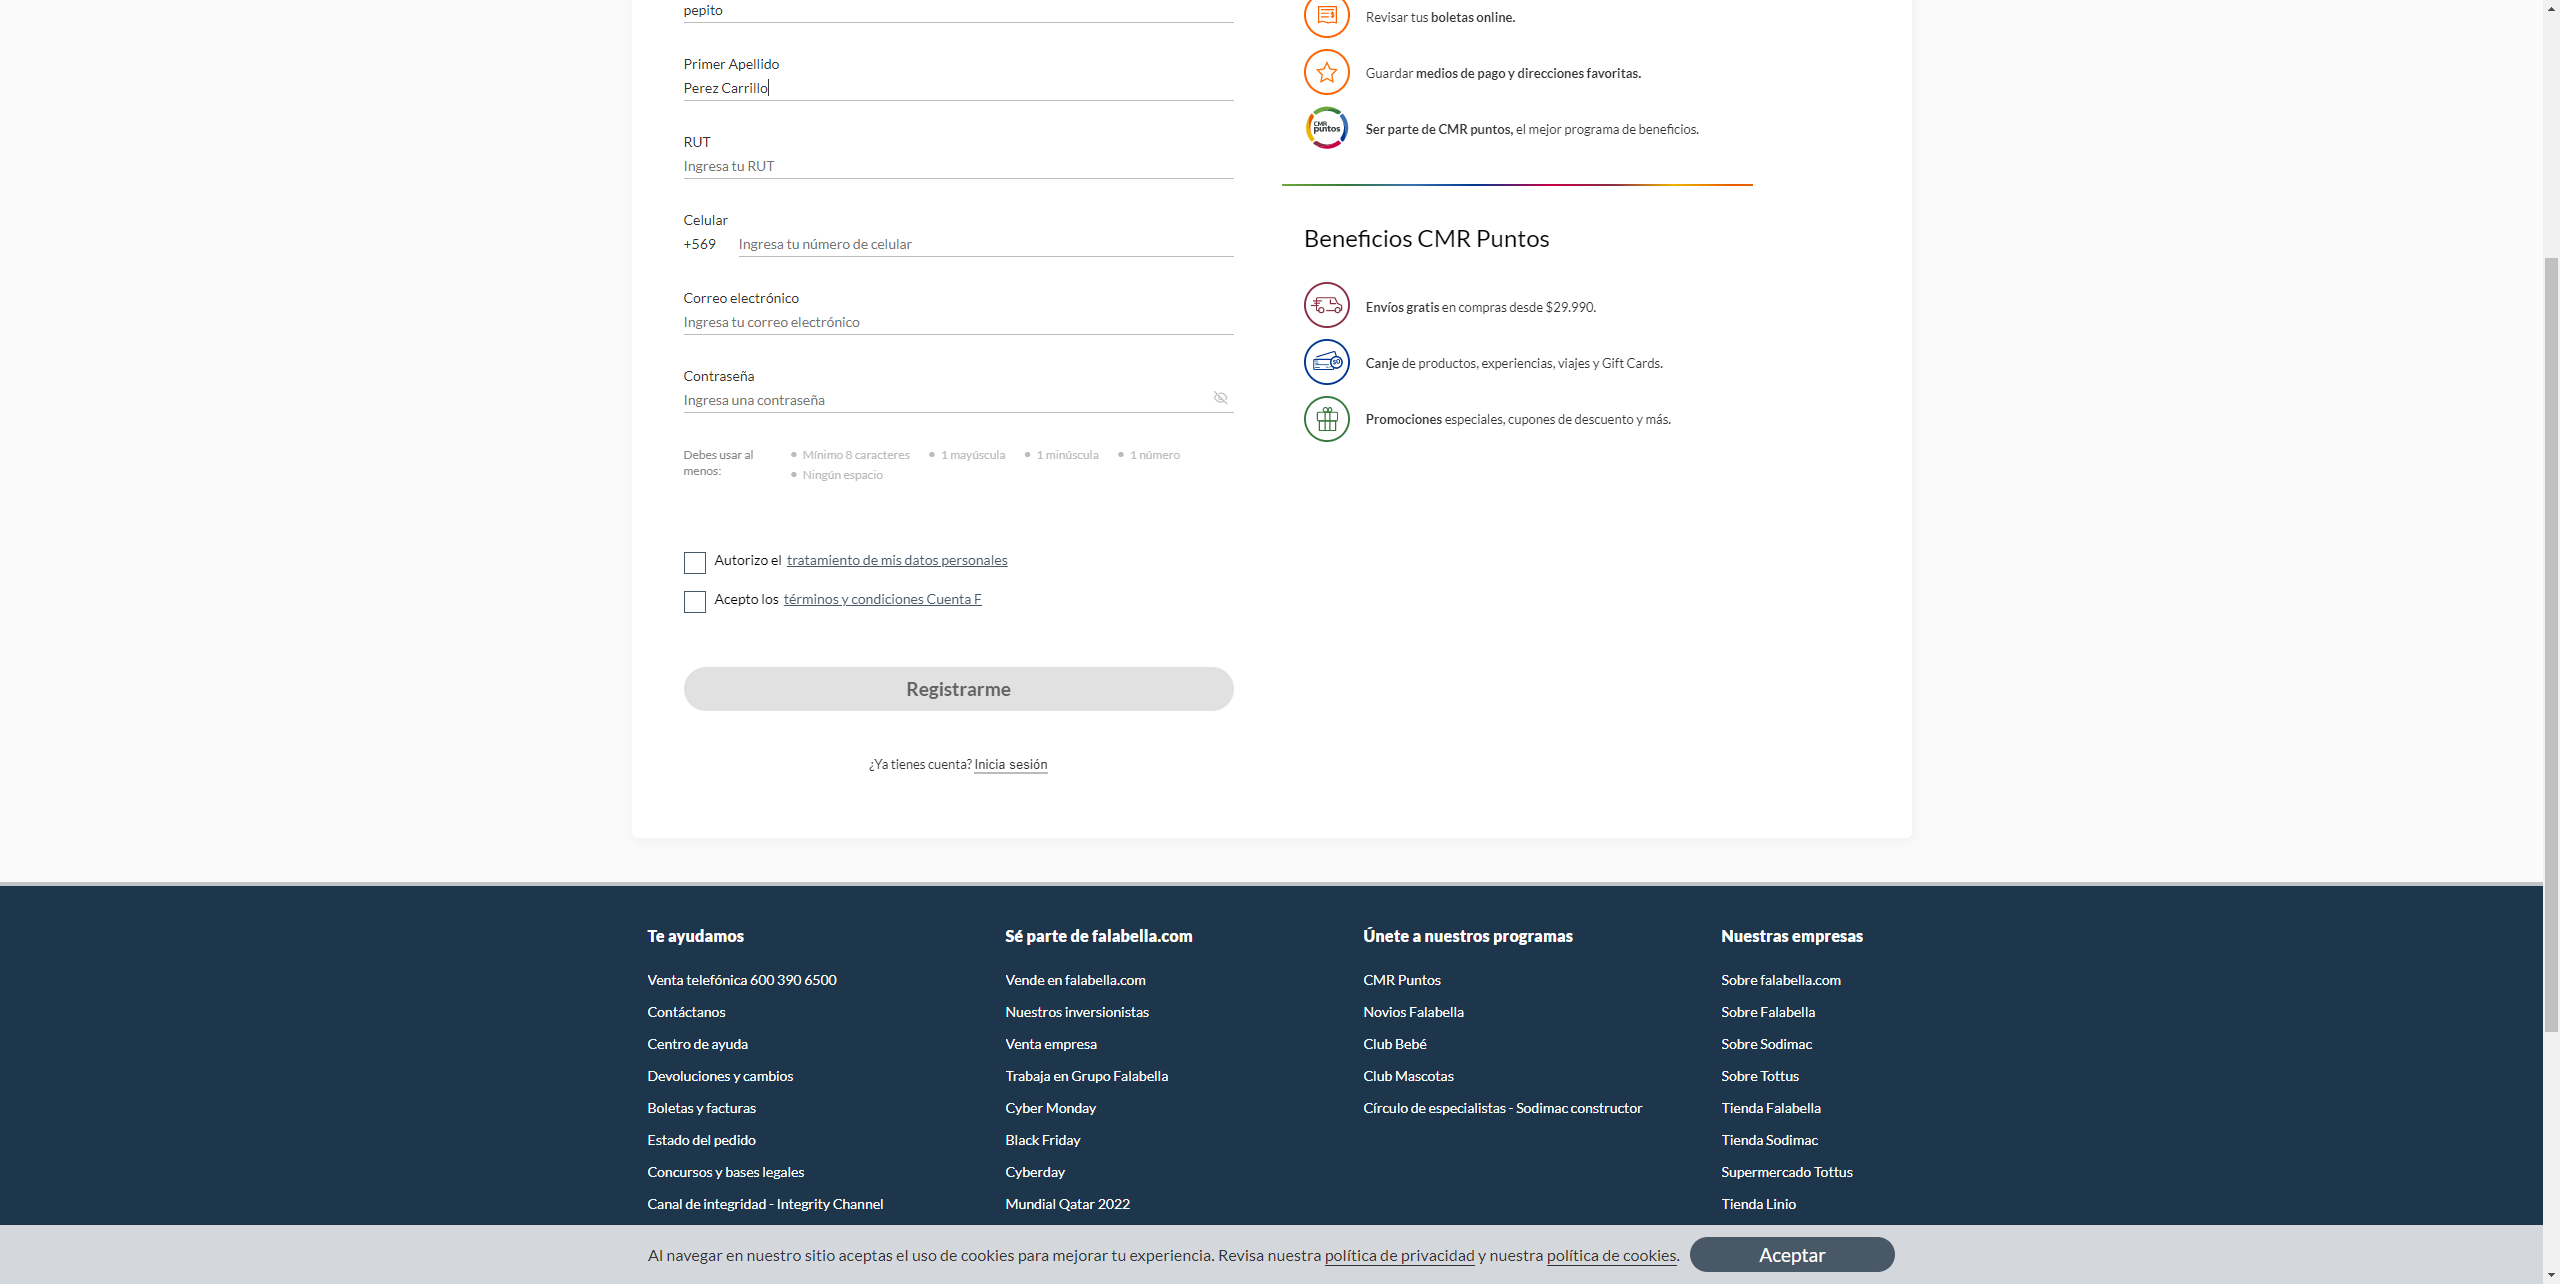 pepito
Primer Apellido
Perez Carrillo
RUT
Ingresa tu RUT
Celular
+569 Ingresa tu número de celular
Correo electrónico
Ingresa tu correo electrónico
Contraseña
Ingresa una contraseña
Debes usar al menos:
Mínimo 8 caracteres
1 mayúscula
1 minúscula
1 número
Ningún espacio
Autorizo el tratamiento de mis datos personales
Acepto los términos y condiciones Cuenta F
Registrarme
¿Ya tienes cuenta? Inicia sesión
Revisar tus boletas online.
Guardar medios de pago y direcciones favoritas.
CMR puntos
Ser parte de CMR puntos, el mejor programa de beneficios.
Beneficios CMR Puntos
Envíos gratis en compras desde $29.990.
Canje de productos, experiencias, viajes y Gift Cards.
Promociones especiales, cupones de descuento y más.
Te ayudamos
Venta telefónica 600 390 6500
Contáctanos
Centro de ayuda
Devoluciones y cambios
Boletas y facturas
Estado del pedido
Concursos y bases legales
Canal de integridad - Integrity Channel
Sé parte de falabella.com
Vende en falabella.com
Nuestros inversionistas
Venta empresa
Trabaja en Grupo Falabella
Cyber Monday
Black Friday
Cyberday
Mundial Qatar 2022
Únete a nuestros programas
CMR Puntos
Novios Falabella
Club Bebé
Club Mascotas
Círculo de especialistas - Sodimac constructor
Nuestras empresas
Sobre falabella.com
Sobre Falabella
Sobre Sodimac
Sobre Tottus
Tienda Falabella
Tienda Sodimac
Supermercado Tottus
Tienda Linio
Al navegar en nuestro sitio aceptas el uso de cookies para mejorar tu experiencia. Revisa nuestra política de privacidad y nuestra política de cookies.
Aceptar